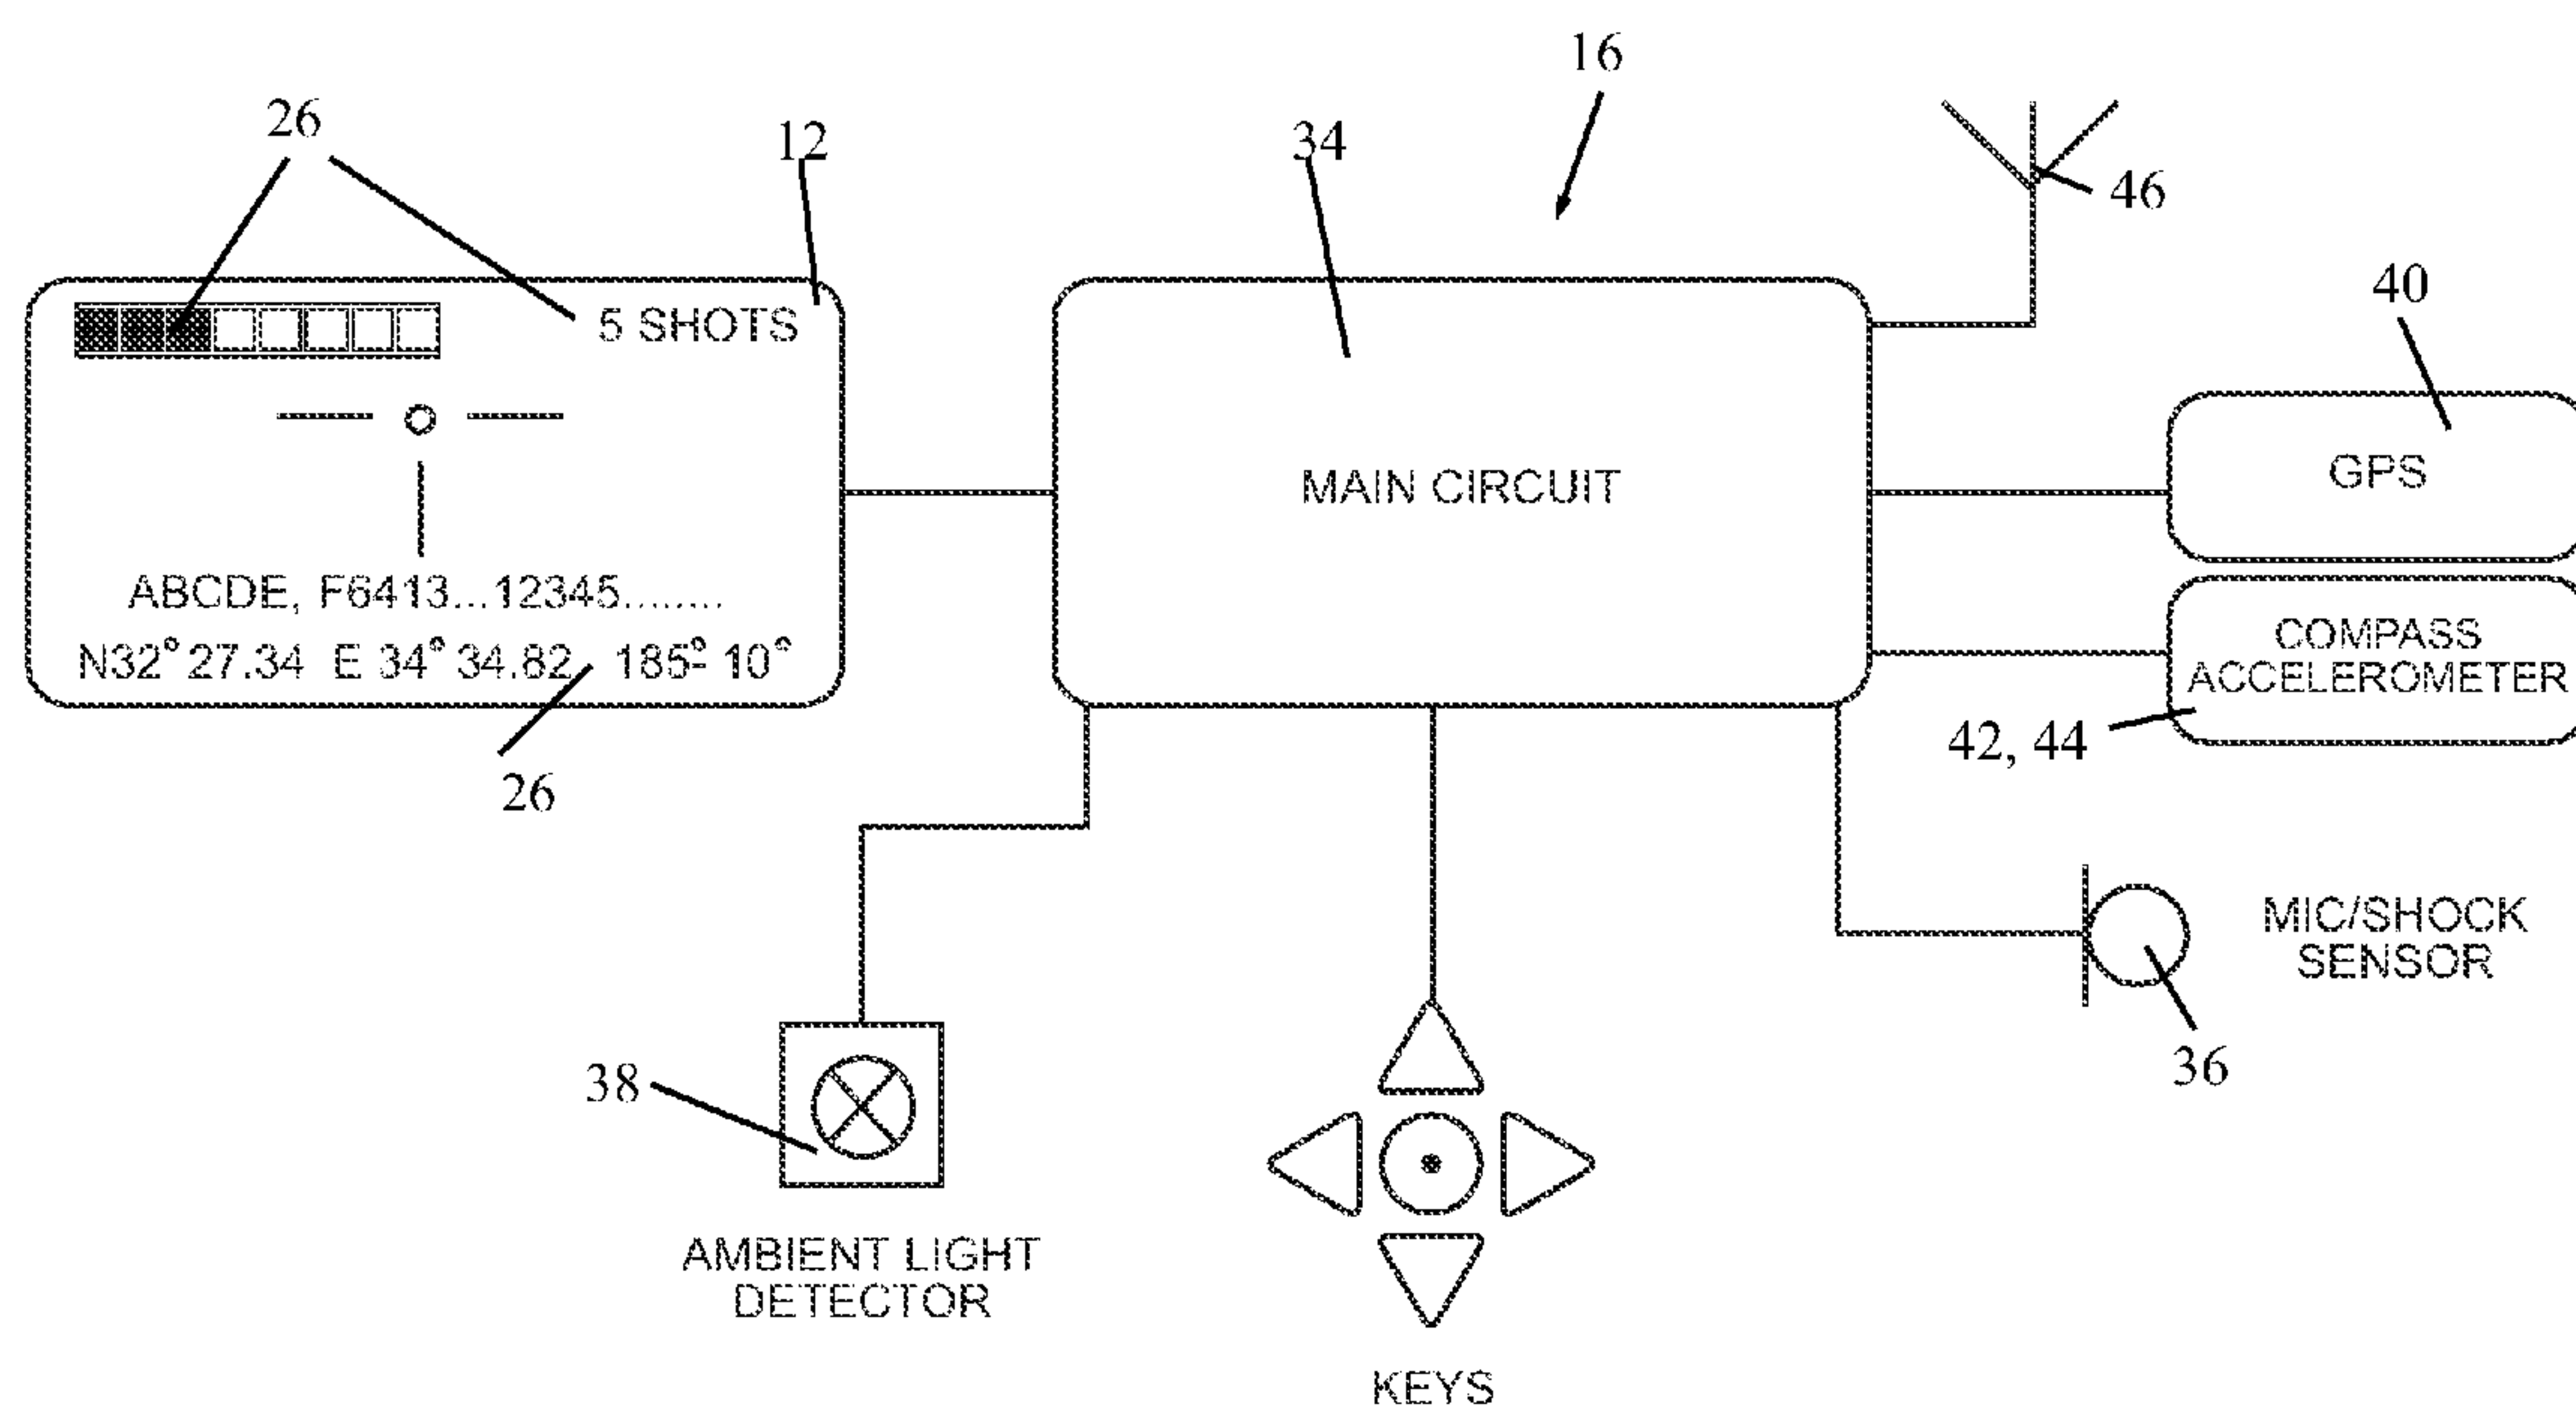 16
26
12
34
46
40
5 SHOTS
MAIN CIRCUIT
GPS
ABCDE, F6413...12345........
N32° 27.34 E 34° 34.82 185°- 10°
COMPASS
ACCELEROMETER
42, 44
26
MIC/SHOCK
SENSOR
36
38
AMBIENT LIGHT
DETECTOR
KEYS